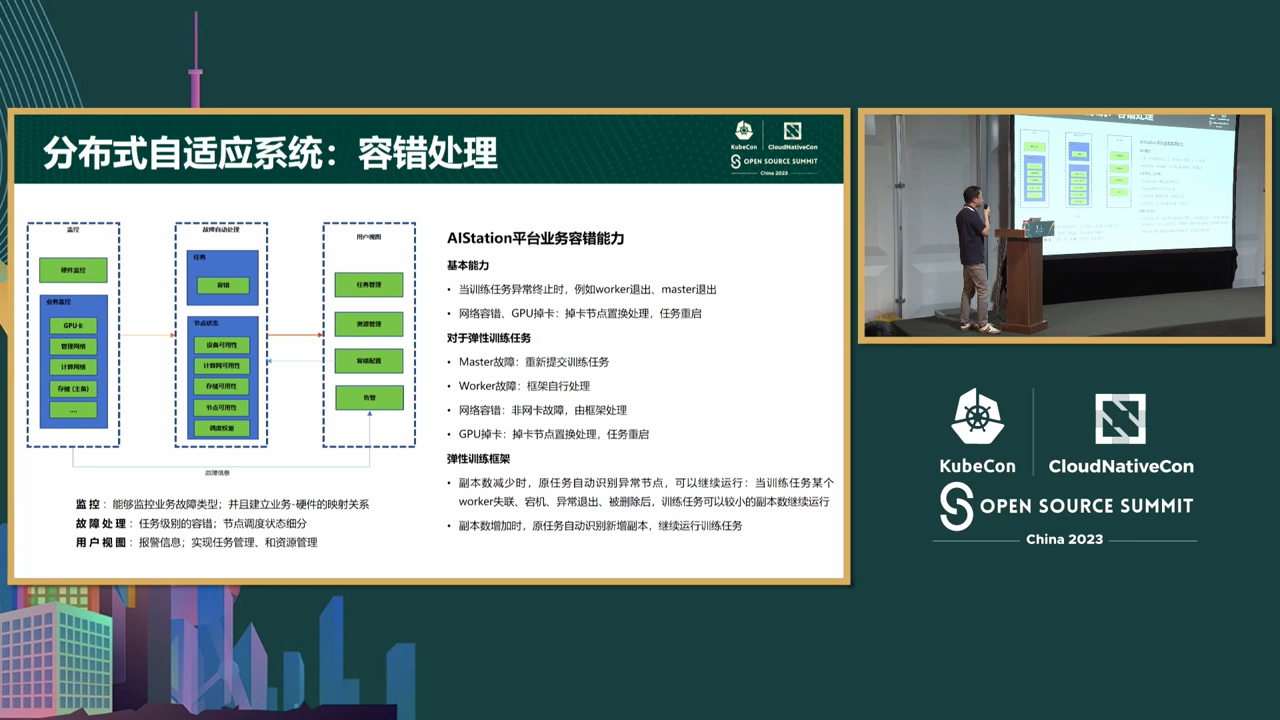 分布式自适应系统：容错处理
KubeCon
CloudNativeCon
OPEN SOURCE SUMMIT
China 2023
监控
硬件监控
业务监控
GPU卡
管理网络
计算网络
存储（主备）
....
故障自动处理
任务
容错
节点状态
设备可用性
计算网可用性
存储可用性
节点可用性
调度权重
用户视图
任务管理
资源管理
容错配置
告警
故障信息
监 控 ：能够监控业务故障类型；并且建立业务-硬件的映射关系
故 障 处 理 ：任务级别的容错；节点调度状态细分
用 户 视 图 ：报警信息；实现任务管理、和资源管理
AIStation平台业务容错能力
基本能力
• 当训练任务异常终止时，例如worker退出、master退出
• 网络容错、GPU掉卡：掉卡节点置换处理，任务重启
对于弹性训练任务
• Master故障：重新提交训练任务
• Worker故障：框架自行处理
• 网络容错：非网卡故障，由框架处理
• GPU掉卡：掉卡节点置换处理，任务重启
弹性训练框架
• 副本数减少时，原任务自动识别异常节点，可以继续运行：当训练任务某个
worker失联、宕机、异常退出、被删除后，训练任务可以较小的副本数继续运行
• 副本数增加时，原任务自动识别新增副本，继续运行训练任务
KubeCon
CloudNativeCon
OPEN SOURCE SUMMIT
China 2023